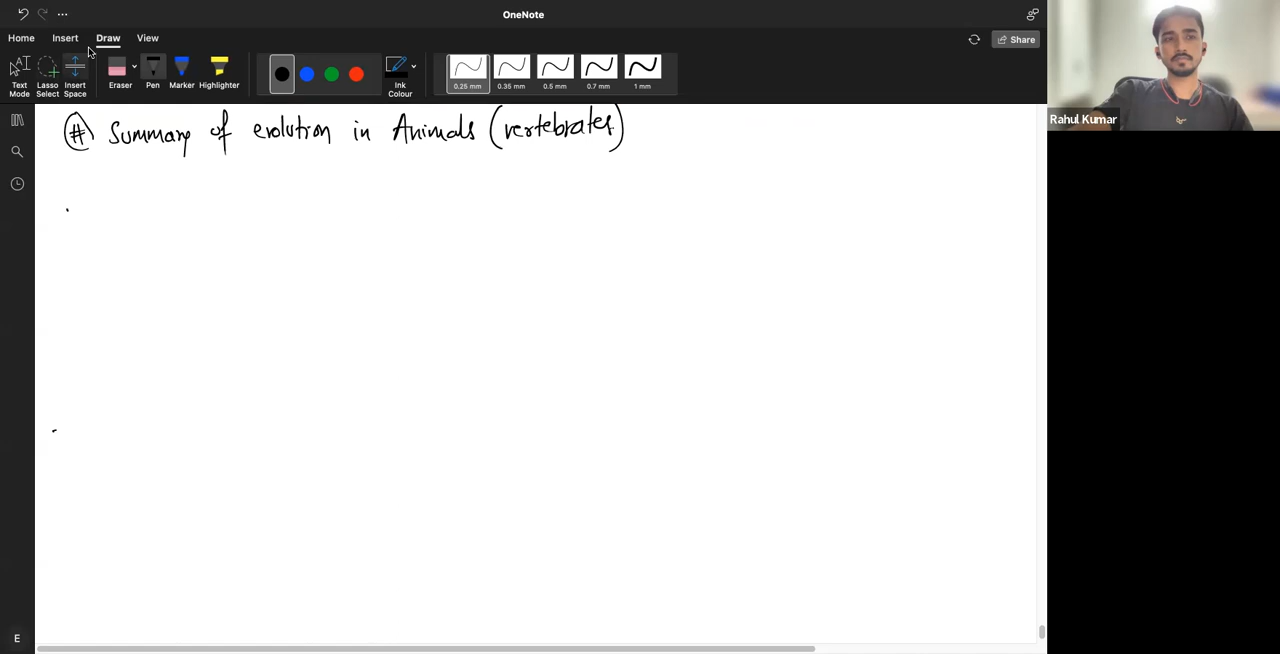 OneNote
Home Insert Draw View
Share
Text Mode
Lasso Select
Insert Space
Eraser
Pen
Marker
Highlighter
Ink Colour
0.25 mm
0.35 mm
0.5 mm
0.7 mm
1 mm
Rahul Kumar
# Summary of evolution in Animals (vertebrates)
E